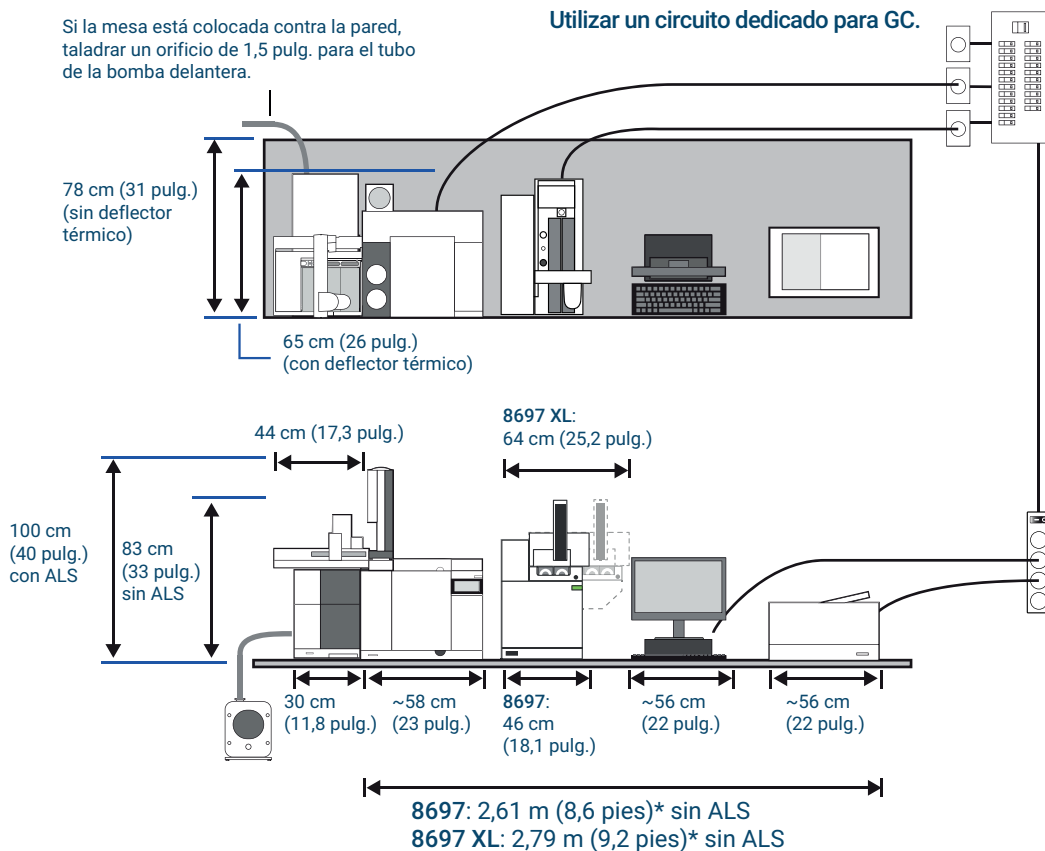 Si la mesa está colocada contra la pared,
taladrar un orificio de 1,5 pulg. para el tubo
de la bomba delantera.
Utilizar un circuito dedicado para GC.
78 cm (31 pulg.)
(sin deflector
térmico)
65 cm (26 pulg.)
(con deflector térmico)
44 cm (17,3 pulg.)
8697 XL:
64 cm (25,2 pulg.)
100 cm
(40 pulg.)
con ALS
83 cm
(33 pulg.)
sin ALS
30 cm
(11,8 pulg.)
~58 cm
(23 pulg.)
8697:
46 cm
(18,1 pulg.)
~56 cm
(22 pulg.)
~56 cm
(22 pulg.)
8697: 2,61 m (8,6 pies)* sin ALS
8697 XL: 2,79 m (9,2 pies)* sin ALS